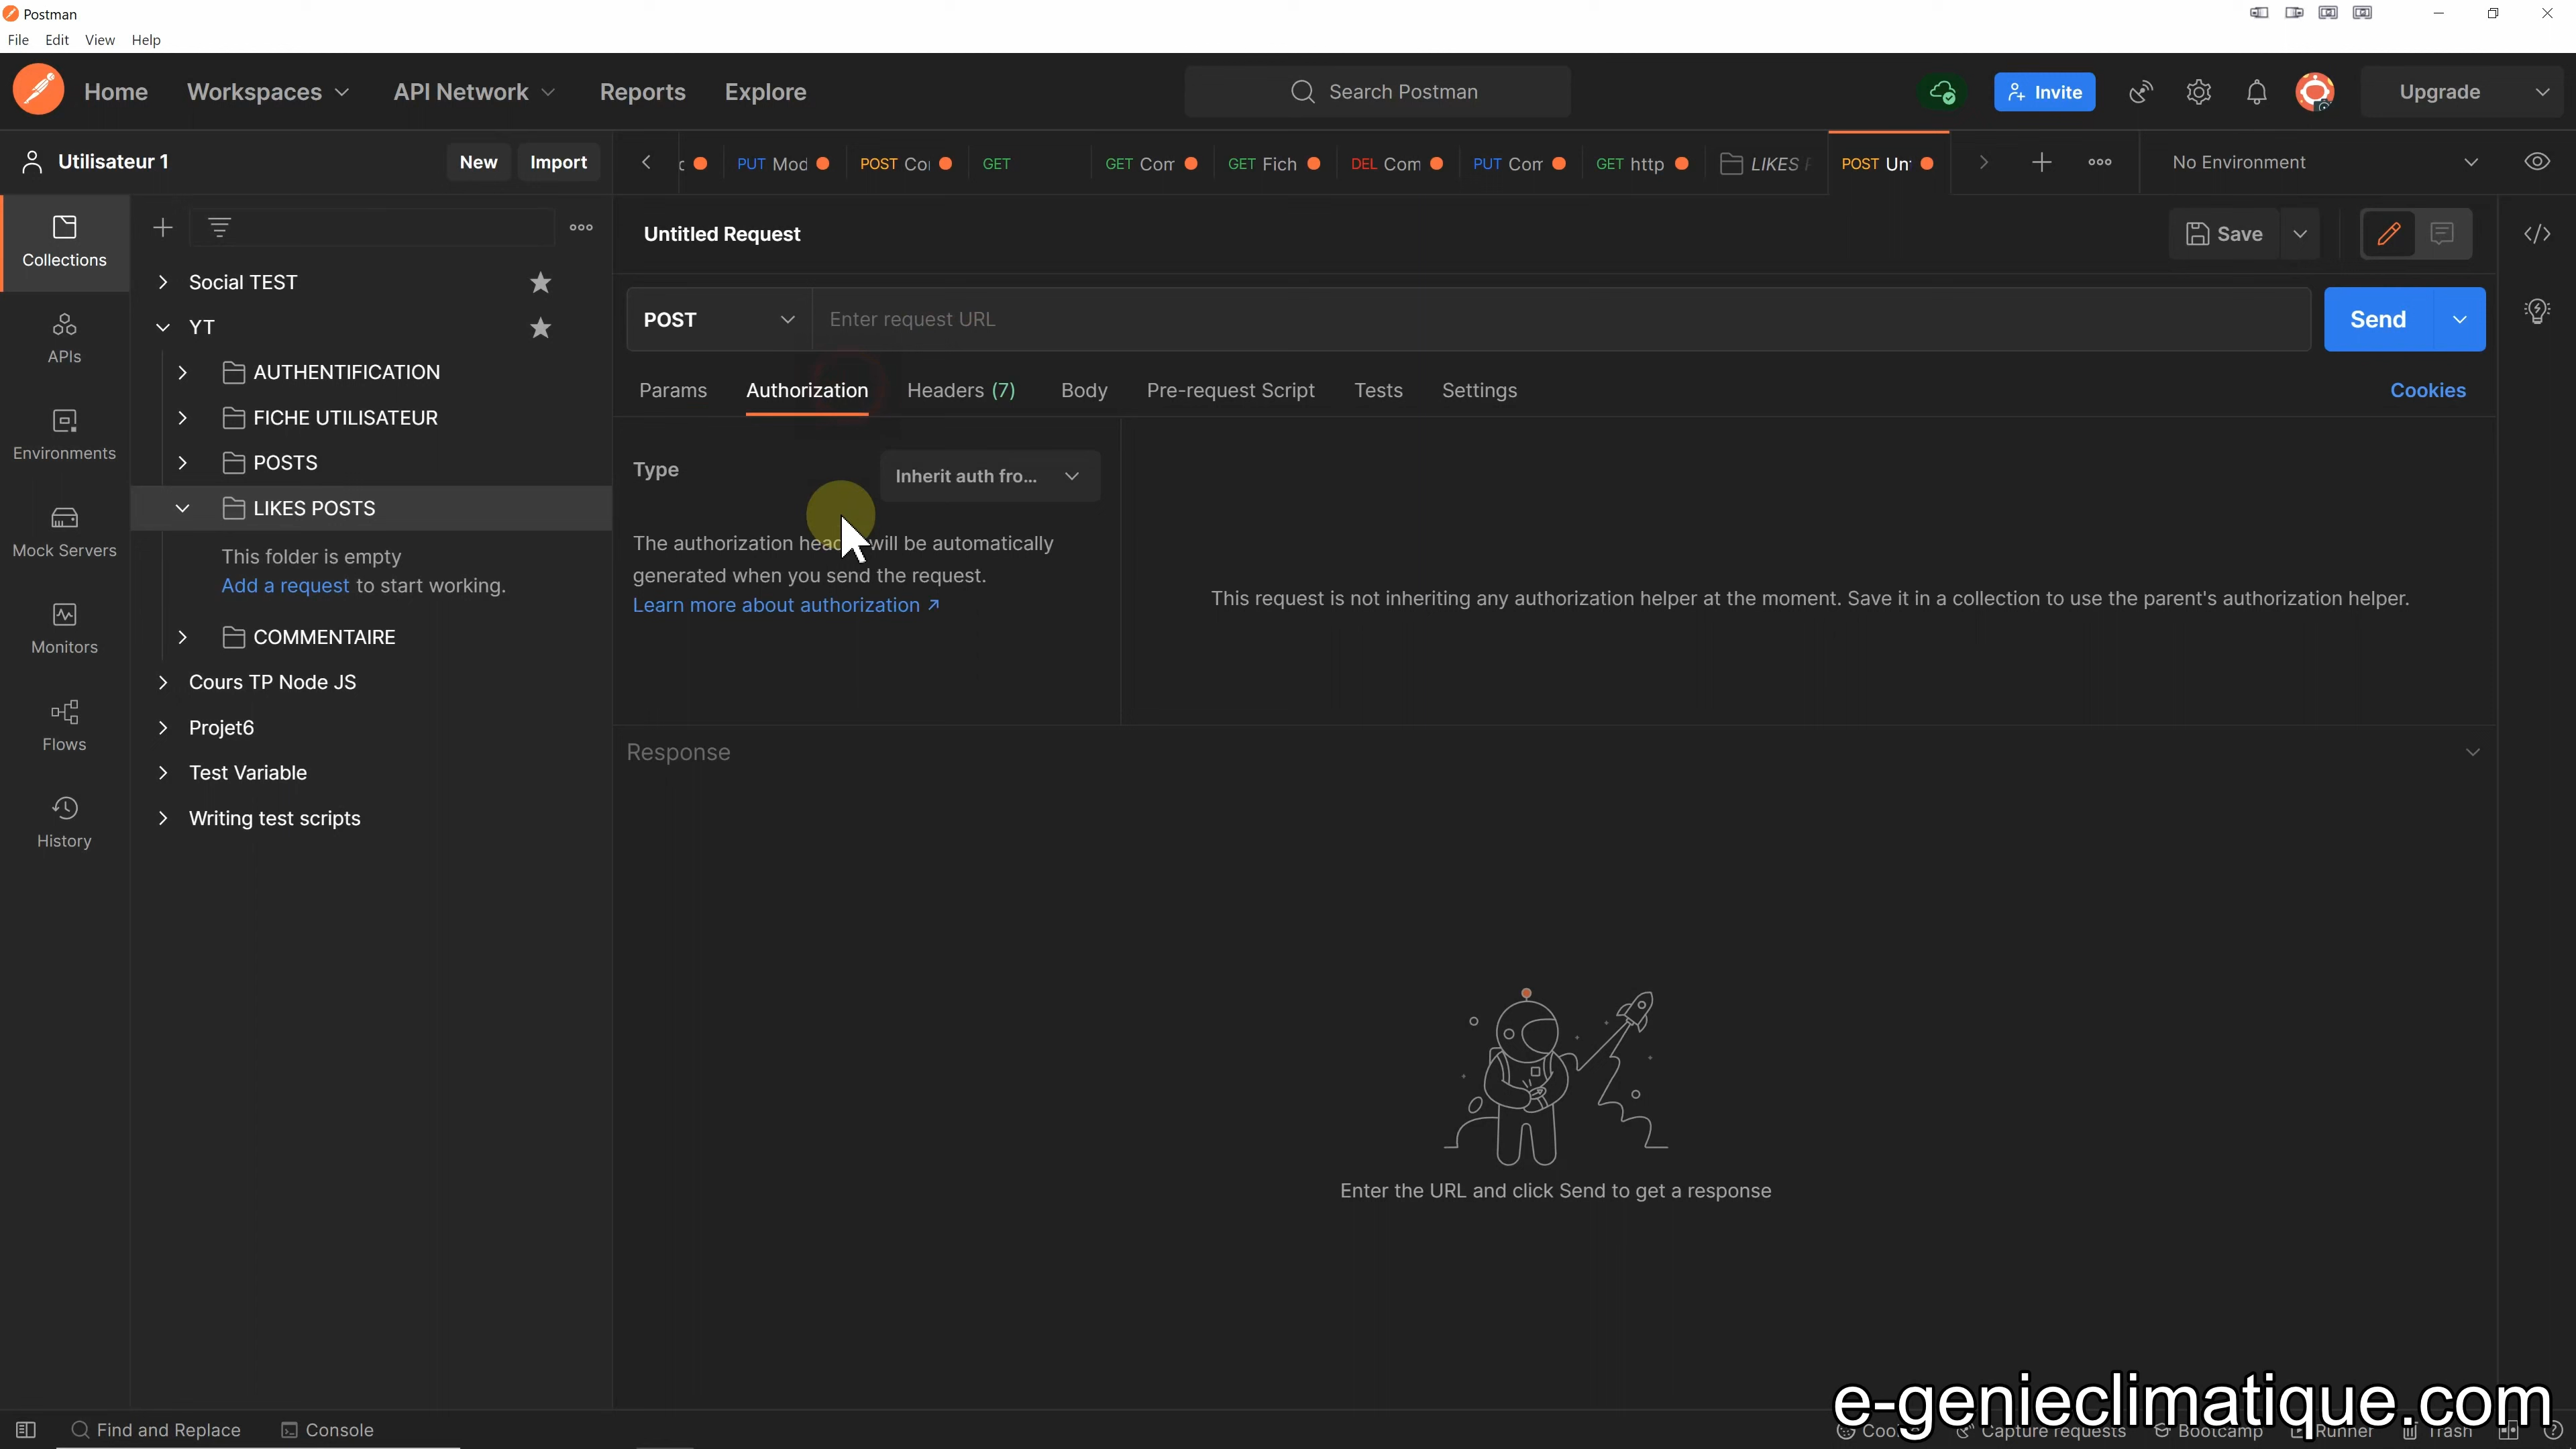 Postman
File Edit View Help
Home Workspaces API Network Reports Explore Search Postman Invite Upgrade
Utilisateur 1 New Import PUT Mod POST Co GET GET Com GET Fich DEL Com PUT Com GET http LIKES POST Un No Environment
Collections
APIs
Environments
Mock Servers
Monitors
Flows
History
Social TEST
YT
AUTHENTIFICATION
FICHE UTILISATEUR
POSTS
LIKES POSTS
This folder is empty
Add a request to start working.
COMMENTAIRE
Cours TP Node JS
Projet6
Test Variable
Writing test scripts
Untitled Request Save
POST Enter request URL Send
Params Authorization Headers (7) Body Pre-request Script Tests Settings Cookies
Type Inherit auth fro...
The authorization header will be automatically
generated when you send the request.
Learn more about authorization
This request is not inheriting any authorization helper at the moment. Save it in a collection to use the parent's authorization helper.
Response
Enter the URL and click Send to get a response
e-genieclimatique.com
Find and Replace Console Capture requests Bootcamp Runner Trash